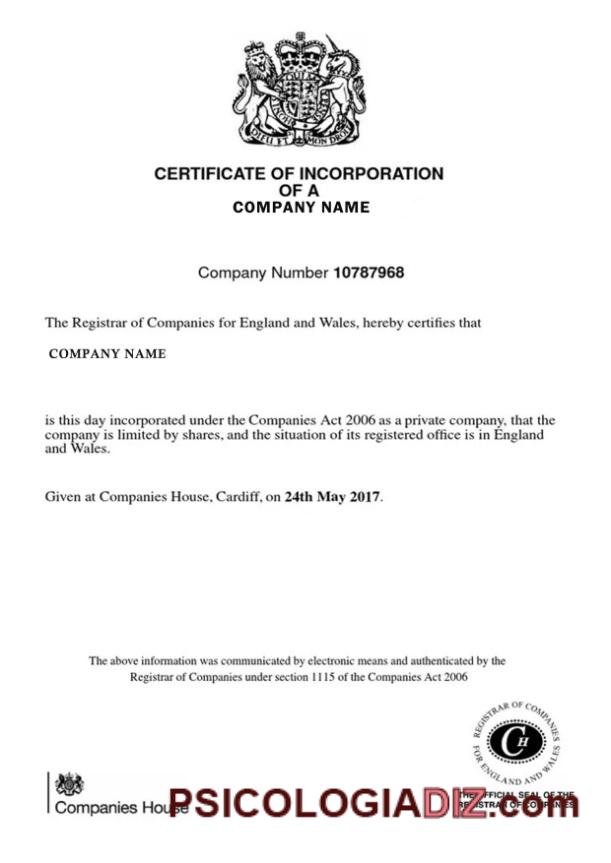 DIEU ET MON DROIT
CERTIFICATE OF INCORPORATION
OF A
COMPANY NAME
Company Number 10787968
The Registrar of Companies for England and Wales, hereby certifies that
COMPANY NAME
is this day incorporated under the Companies Act 2006 as a private company, that the
company is limited by shares, and the situation of its registered office is in England
and Wales.
Given at Companies House, Cardiff, on 24th May 2017.
The above information was communicated by electronic means and authenticated by the
Registrar of Companies under section 1115 of the Companies Act 2006
REGISTRAR OF COMPANIES
FOR ENGLAND AND WALES
CH
THE OFFICIAL SEAL OF THE
REGISTRAR OF COMPANIES
Companies House
PSICOLOGIADIZ.com